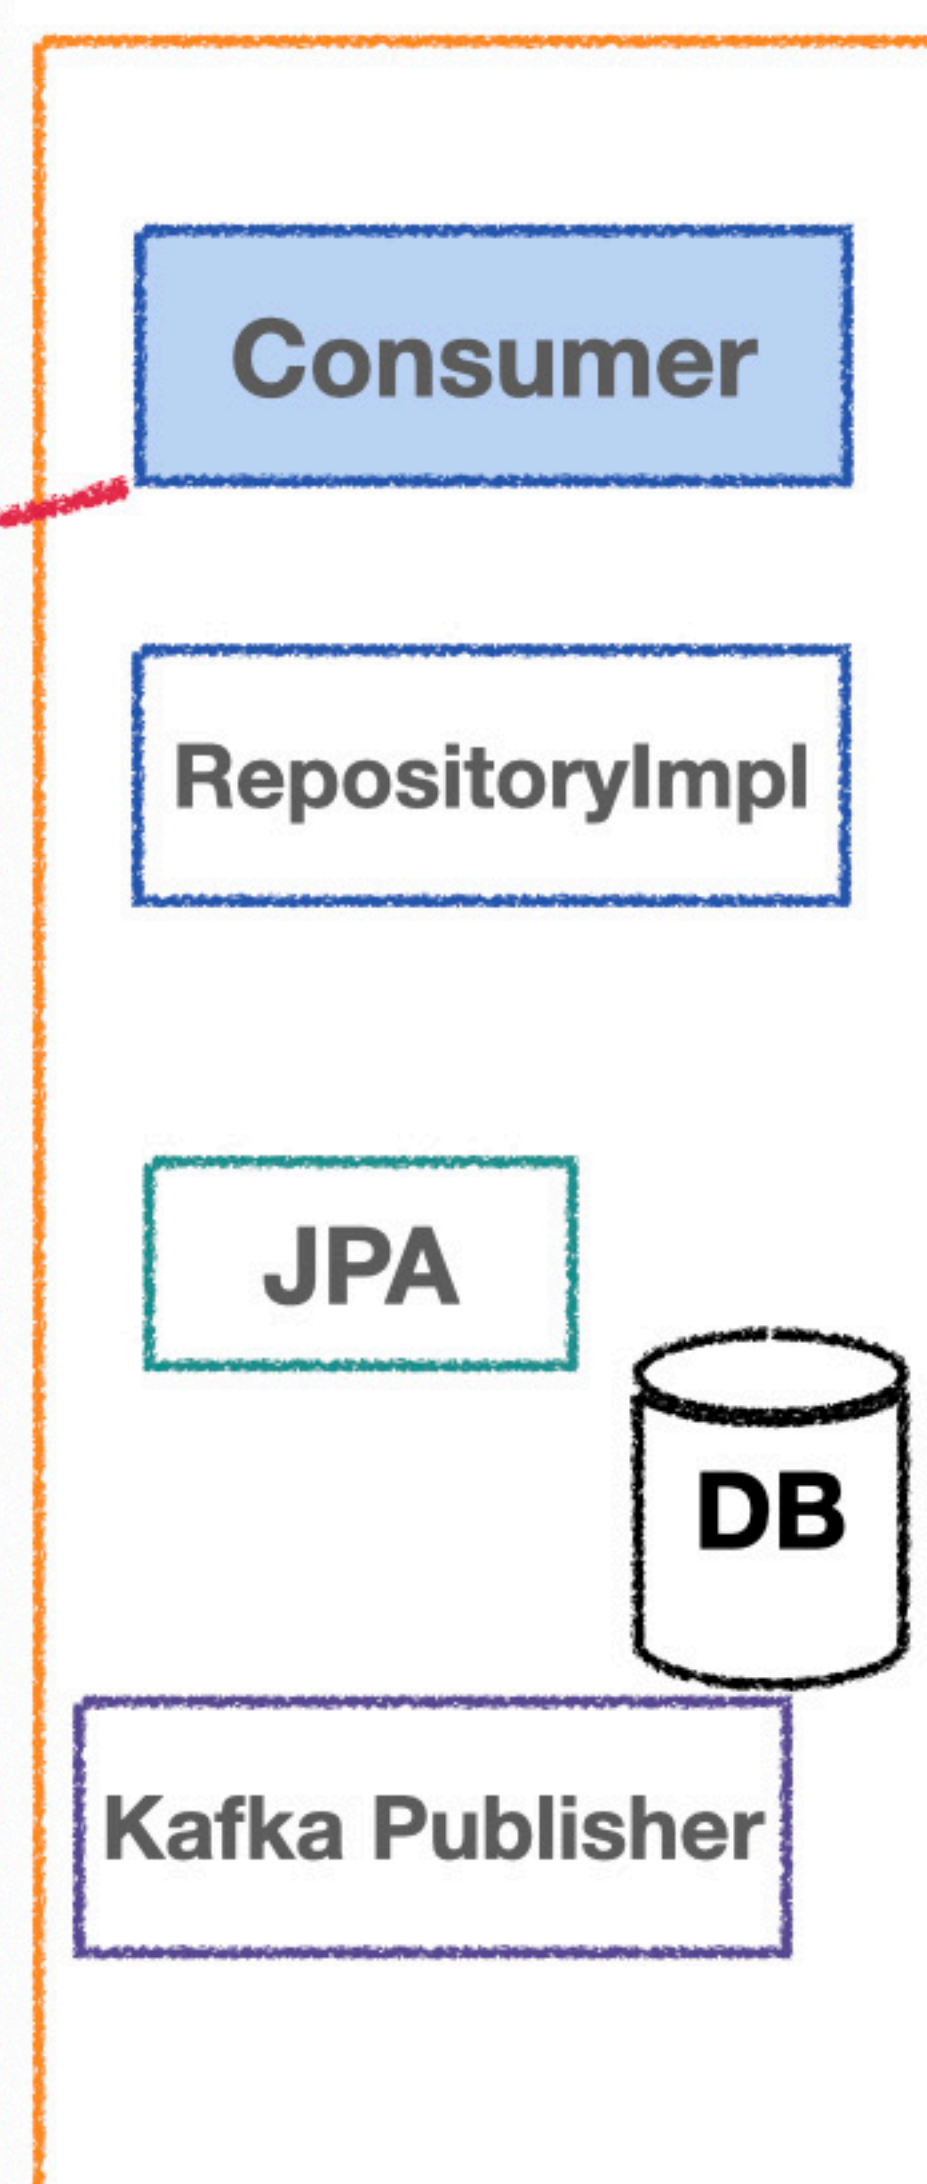 Consumer
RepositoryImpl
JPA
DB
Kafka Publisher